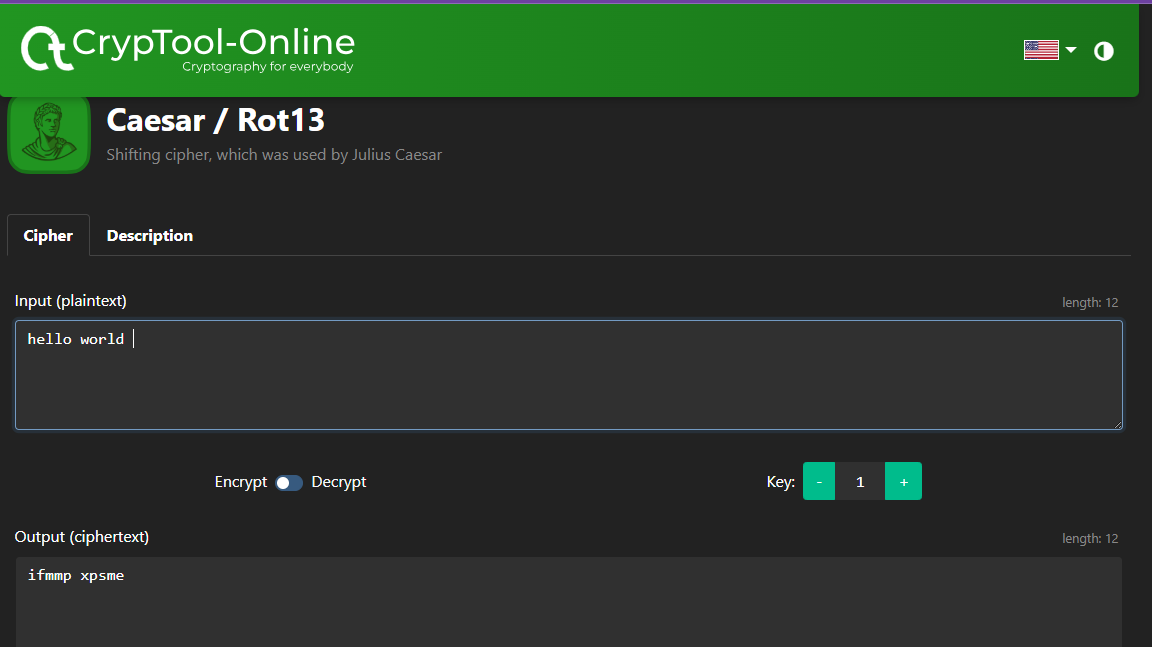 CrypTool-Online
Cryptography for everybody
Caesar / Rot13
Shifting cipher, which was used by Julius Caesar
Cipher Description
Input (plaintext) length: 12
hello world
Encrypt Decrypt Key: - 1 +
Output (ciphertext) length: 12
ifmmp xpsme